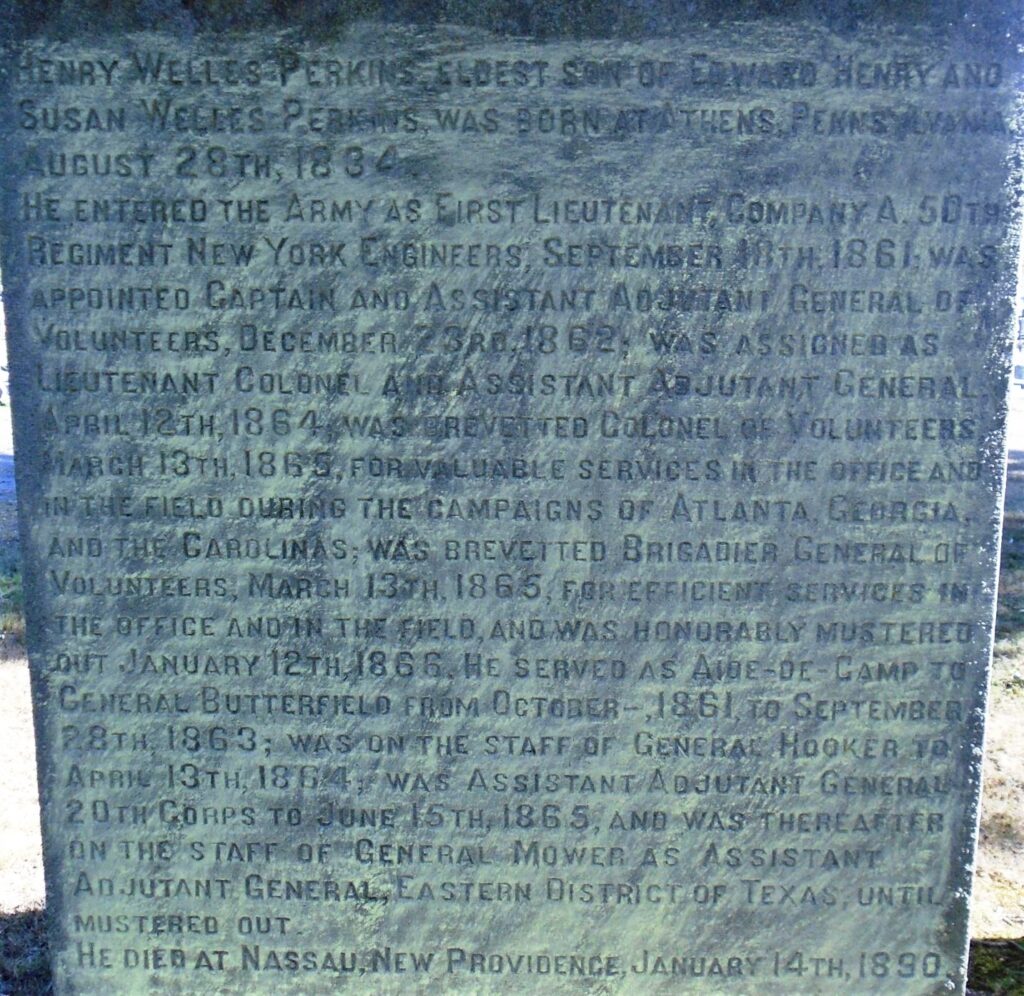 Henry Welles Perkins, eldest son of Edward Henry and
Susan Welles Perkins, was born at Athens, Pennsylvania
August 28th, 1834.
He entered the Army as First Lieutenant, Company A. 50th
Regiment New York Engineers, September 18th, 1861; was
appointed Captain and Assistant Adjutant General of
Volunteers, December 23rd, 1862; was assigned as
Lieutenant Colonel and Assistant Adjutant General,
April 12th, 1864; was brevetted Colonel of Volunteers
March 13th, 1865, for valuable services in the office and
in the field during the campaigns of Atlanta, Georgia,
and the Carolinas; was brevetted Brigadier General of
Volunteers, March 13th, 1865, for efficient services in
the office and in the field, and was honorably mustered
out January 12th, 1866. He served as Aide-de-Camp to
General Butterfield from October-, 1861, to September
28th, 1863; was on the staff of General Hooker to
April 13th, 1864; was Assistant Adjutant General
20th Corps to June 15th, 1865, and was thereafter
on the staff of General Mower as Assistant
Adjutant General, Eastern District of Texas, until
mustered out.
He died at Nassau, New Providence, January 14th, 1890.